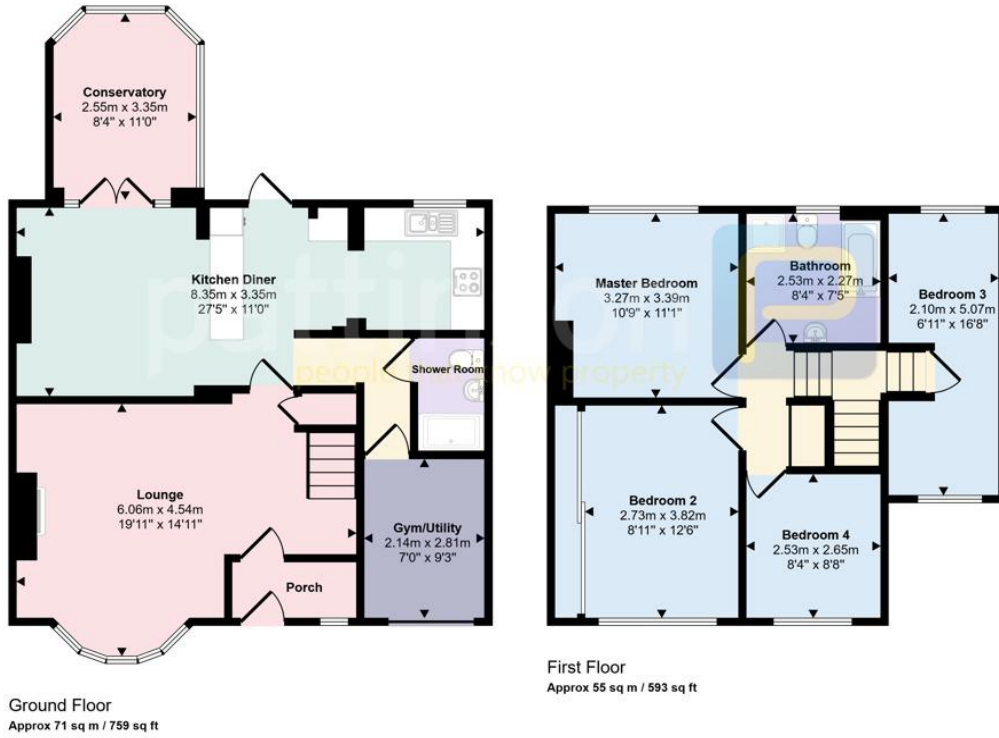 Conservatory
2.55m x 3.35m
8'4" x 11'0"
Kitchen Diner
8.35m x 3.35m
27'5" x 11'0"
Shower Room
Lounge
6.06m x 4.54m
19'11" x 14'11"
Gym/Utility
2.14m x 2.81m
7'0" x 9'3"
Porch
Ground Floor
Approx 71 sq m / 759 sq ft
Master Bedroom
3.27m x 3.39m
10'9" x 11'1"
Bathroom
2.53m x 2.27m
8'4" x 7'5"
Bedroom 3
2.10m x 5.07m
6'11" x 16'8"
Bedroom 2
2.73m x 3.82m
8'11" x 12'6"
Bedroom 4
2.53m x 2.65m
8'4" x 8'8"
First Floor
Approx 55 sq m / 593 sq ft
pattinson
property